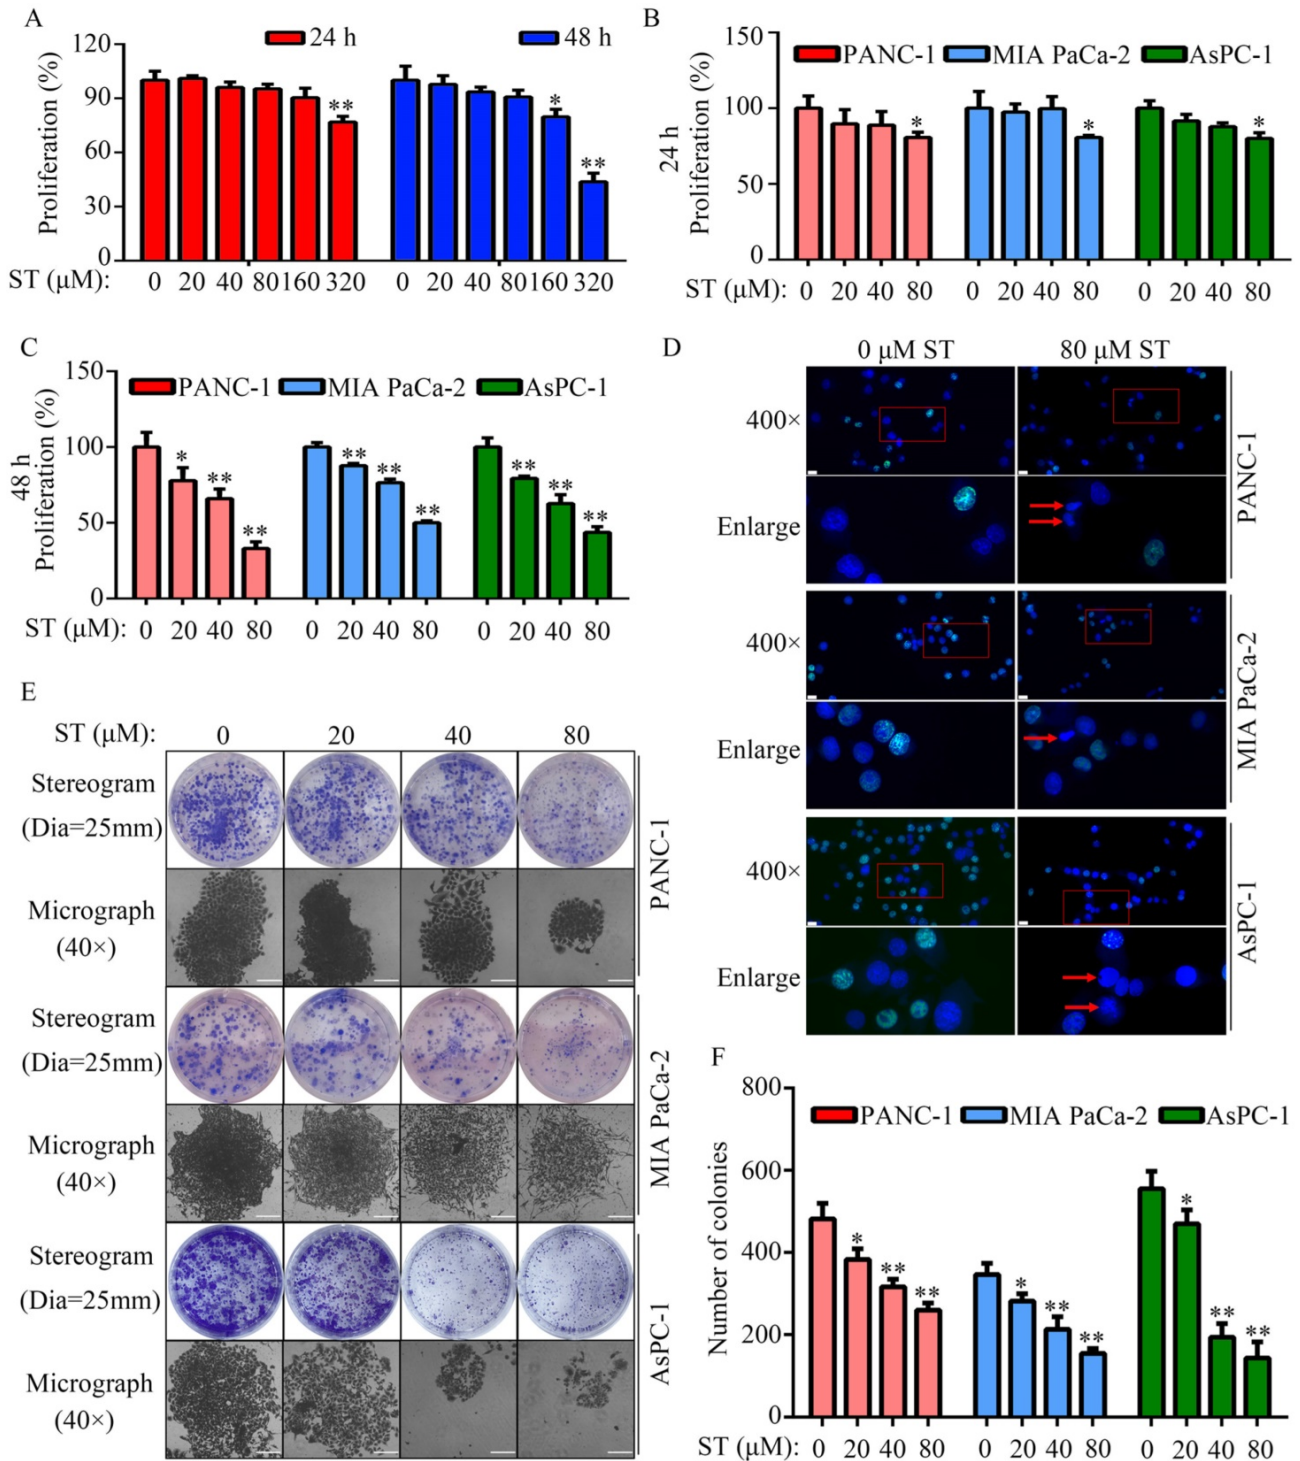 A
24 h
48 h
Proliferation (%)
120
90
60
30
0
**
*
**
ST (μM):
0 20 40 80 160 320
0 20 40 80 160 320
B
PANC-1
MIA PaCa-2
AsPC-1
24 h
Proliferation (%)
150
100
50
0
*
*
*
ST (μM):
0 20 40 80
0 20 40 80
0 20 40 80
C
PANC-1
MIA PaCa-2
AsPC-1
48 h
Proliferation (%)
150
100
50
0
* ** **
** ** **
** ** **
ST (μM):
0 20 40 80
0 20 40 80
0 20 40 80
D
0 μM ST
80 μM ST
400×
Enlarge
PANC-1
400×
Enlarge
MIA PaCa-2
400×
Enlarge
AsPC-1
E
ST (μM):
0 20 40 80
Stereogram
(Dia=25mm)
Micrograph
(40×)
PANC-1
Stereogram
(Dia=25mm)
Micrograph
(40×)
MIA PaCa-2
Stereogram
(Dia=25mm)
Micrograph
(40×)
AsPC-1
F
PANC-1
MIA PaCa-2
AsPC-1
Number of colonies
800
600
400
200
0
* ** **
* ** **
* ** **
ST (μM):
0 20 40 80
0 20 40 80
0 20 40 80